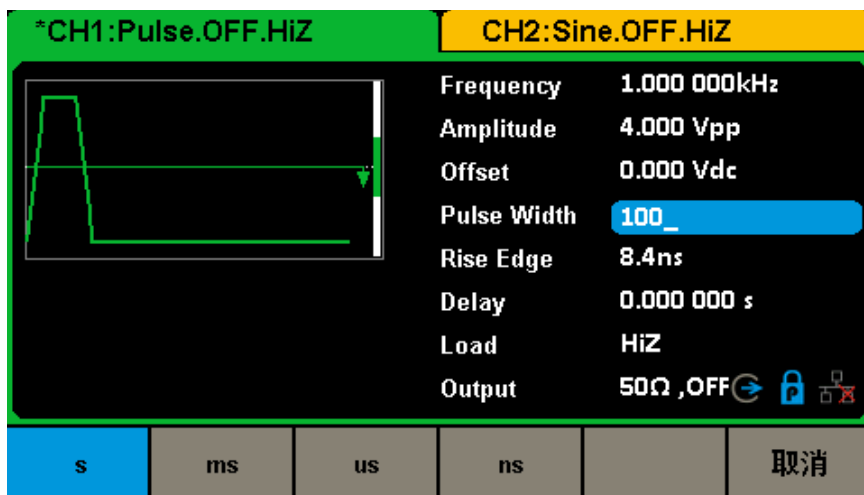 *CH1:Pulse.OFF.HiZ CH2:Sine.OFF.HiZ
Frequency 1.000 000kHz
Amplitude 4.000 Vpp
Offset 0.000 Vdc
Pulse Width 100_
Rise Edge 8.4ns
Delay 0.000 000 s
Load HiZ
Output 50Ω ,OFF P
s ms us ns 取消